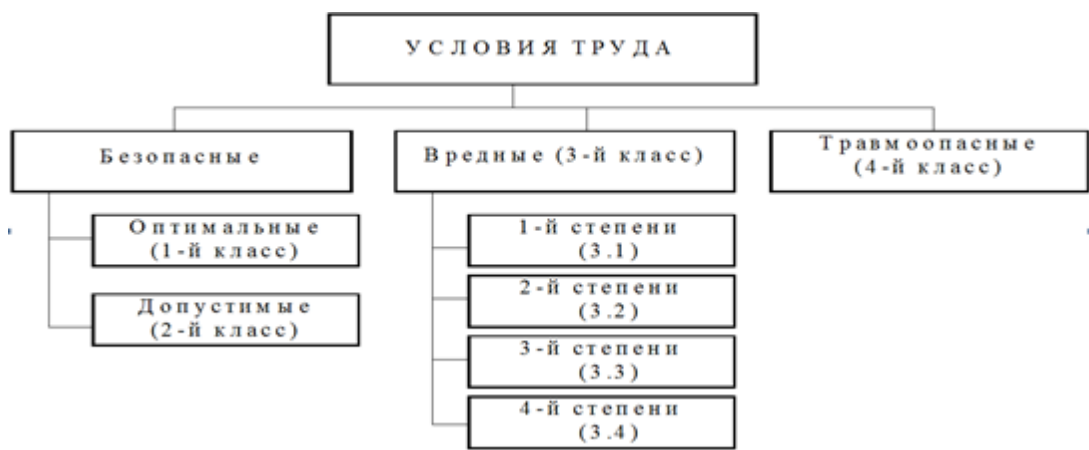 УСЛОВИЯ ТРУДА
Безопасные
Вредные (3-й класс)
Травмоопасные
(4-й класс)
Оптимальные
(1-й класс)
Допустимые
(2-й класс)
1-й степени
(3.1)
2-й степени
(3.2)
3-й степени
(3.3)
4-й степени
(3.4)